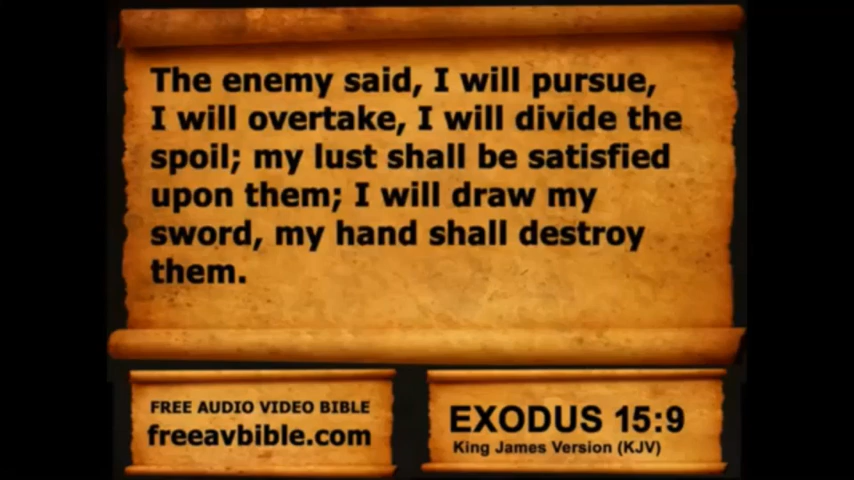 The enemy said, I will pursue,
I will overtake, I will divide the
spoil; my lust shall be satisfied
upon them; I will draw my
sword, my hand shall destroy
them.
FREE AUDIO VIDEO BIBLE
freeavbible.com
EXODUS 15:9
King James Version (KJV)